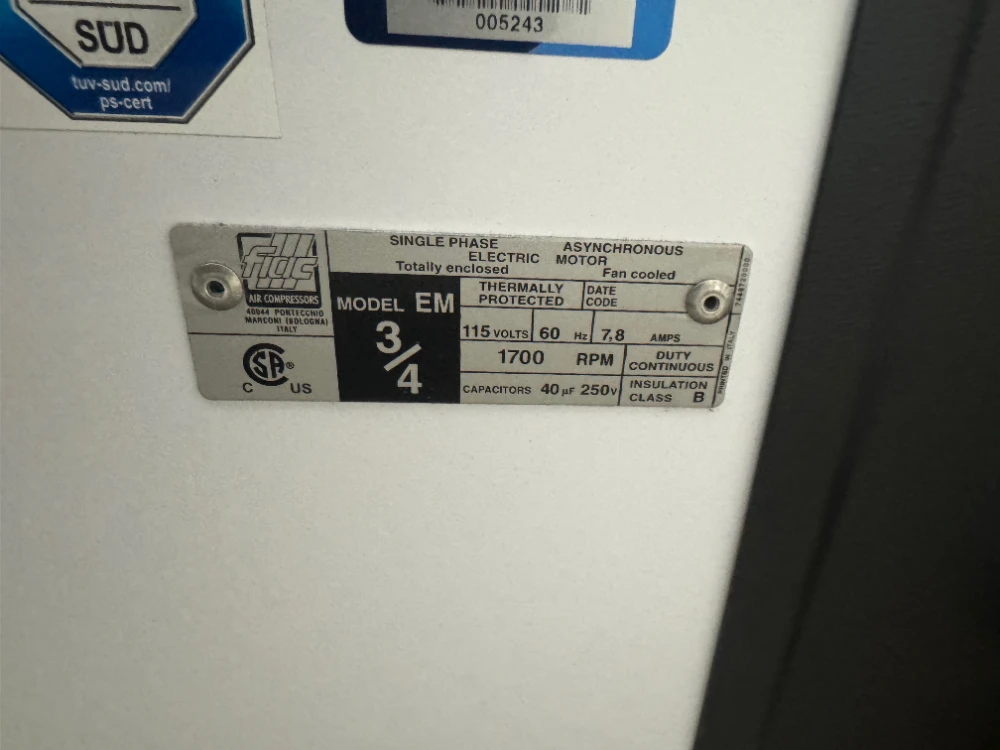 SÜD
tuv-sud.com/
ps-cert
005243
fiac
AIR COMPRESSORS
40044 PONTECCHIO
MARCONI (BOLOGNA)
ITALY
CSA®
C US
SINGLE PHASE ASYNCHRONOUS
ELECTRIC MOTOR
Totally enclosed Fan cooled
MODEL EM
3/4
THERMALLY
PROTECTED
DATE
CODE
115 VOLTS 60 Hz 7,8 AMPS
1700 RPM
DUTY
CONTINUOUS
CAPACITORS 40 µF 250V
INSULATION
CLASS B
PRINTED IN ITALY